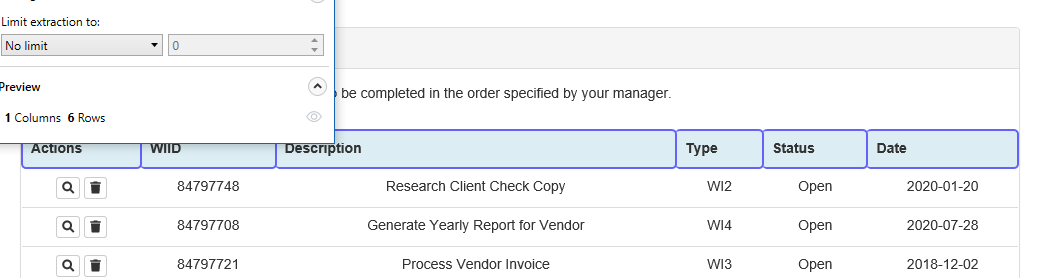 Limit extraction to:
No limit 0
Preview
be completed in the order specified by your manager.
1 Columns 6 Rows
Actions WIID Description Type Status Date
84797748 Research Client Check Copy WI2 Open 2020-01-20
84797708 Generate Yearly Report for Vendor WI4 Open 2020-07-28
84797721 Process Vendor Invoice WI3 Open 2018-12-02